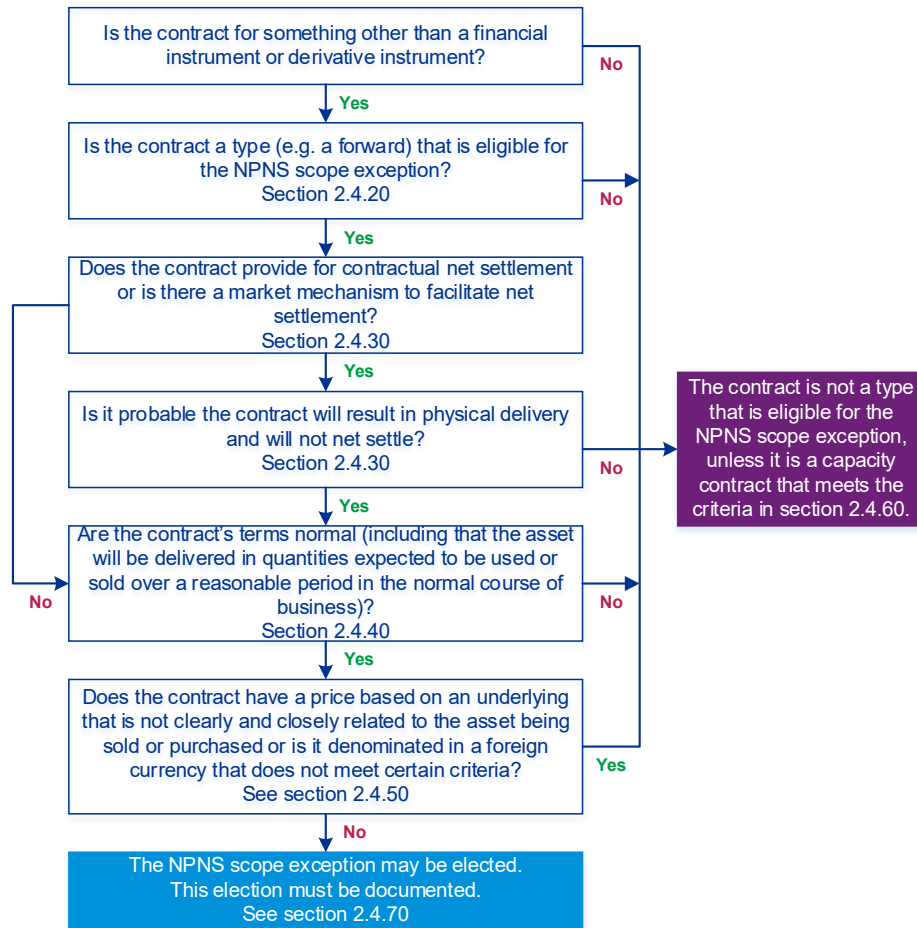 Is the contract for something other than a financial
instrument or derivative instrument?
No
Yes
Is the contract a type (e.g. a forward) that is eligible for
the NPNS scope exception?
Section 2.4.20
No
Yes
Does the contract provide for contractual net settlement
or is there a market mechanism to facilitate net
settlement?
Section 2.4.30
Yes
Is it probable the contract will result in physical delivery
and will not net settle?
Section 2.4.30
No
Yes
The contract is not a type
that is eligible for the
NPNS scope exception,
unless it is a capacity
contract that meets the
criteria in section 2.4.60.
Are the contract's terms normal (including that the asset
will be delivered in quantities expected to be used or
sold over a reasonable period in the normal course of
business)?
Section 2.4.40
No
No
Yes
Does the contract have a price based on an underlying
that is not clearly and closely related to the asset being
sold or purchased or is it denominated in a foreign
currency that does not meet certain criteria?
See section 2.4.50
Yes
No
The NPNS scope exception may be elected.
This election must be documented.
See section 2.4.70